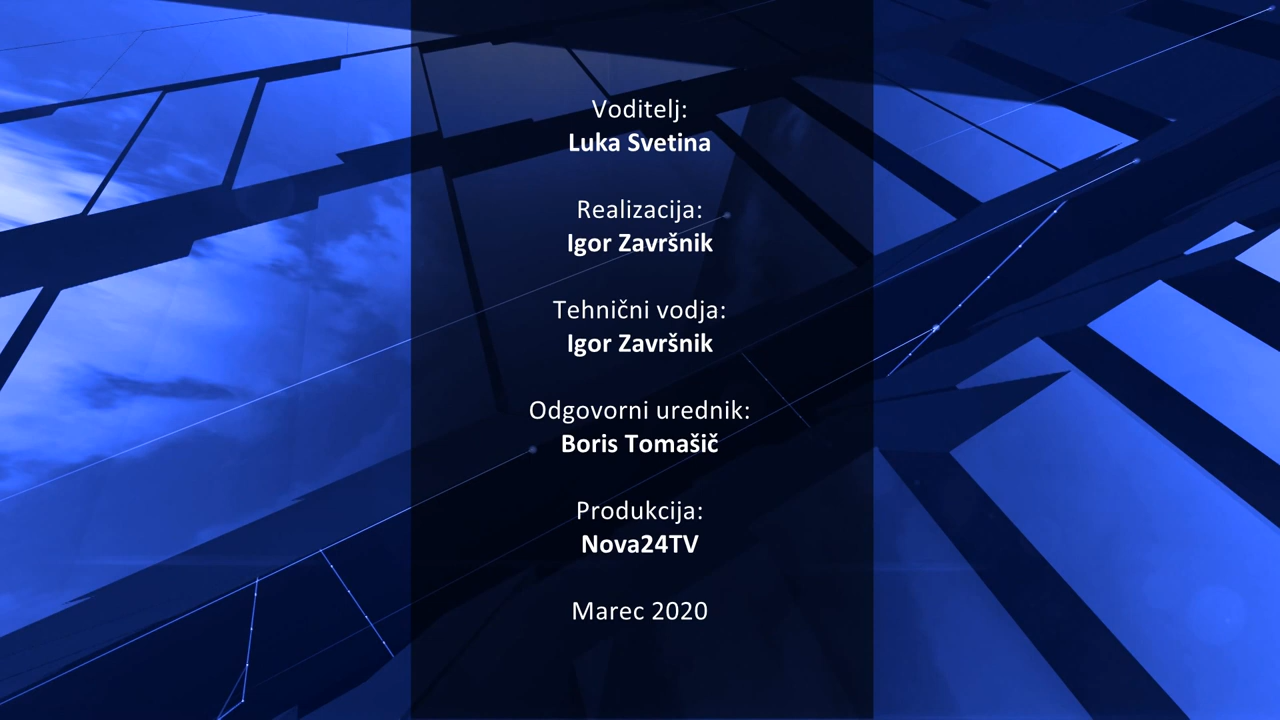 Voditelj:
Luka Svetina
Realizacija:
Igor Završnik
Tehnični vodja:
Igor Završnik
Odgovorni urednik:
Boris Tomašič
Produkcija:
Nova24TV
Marec 2020